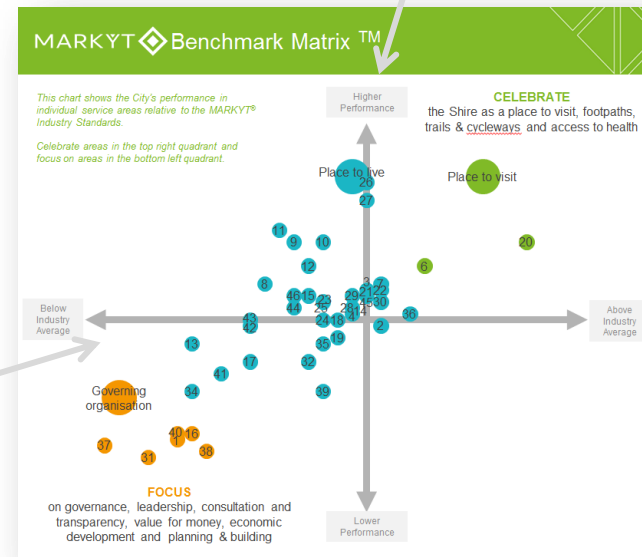 MARKYT Benchmark Matrix ™
This chart shows the City's performance in
individual service areas relative to the MARKYT®
Industry Standards.
Celebrate areas in the top right quadrant and
focus on areas in the bottom left quadrant.
Higher
Performance
CELEBRATE
the Shire as a place to visit, footpaths,
trails & cycleways and access to health
Place to live
26
27
Place to visit
11
9
10
20
12
6
8
3
7
46
15
29
21
22
23
45
30
44
25
28
14
36
Below
Industry
Average
43
24
18
4
Above
Industry
Average
42
2
13
35
19
17
32
41
34
39
Governing
organisation
40
16
1
37
31
38
FOCUS
on governance, leadership, consultation and
transparency, value for money, economic
development and planning & building
Lower
Performance